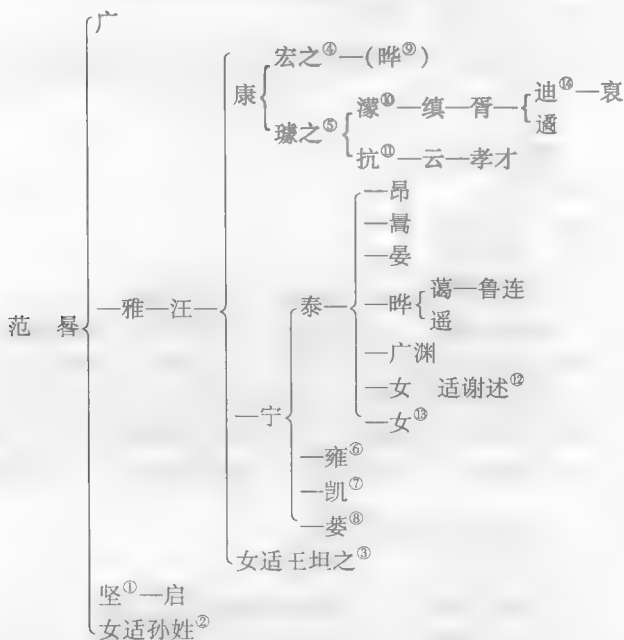 广
宏之④—(晔⑨)
康
濛⑩—缜—胥—
迪⑭—裒
遹
璩之⑤
抗⑪—云—孝才
—昂
—暠
—晏
范 晷
—雅—汪—
泰—
—晔
蔼—鲁连
遥
—广渊
—女 适谢述⑫
—宁
—女⑬
—雍⑥
—凯⑦
—蒌⑧
女适王坦之③
坚①—启
女适孙姓②